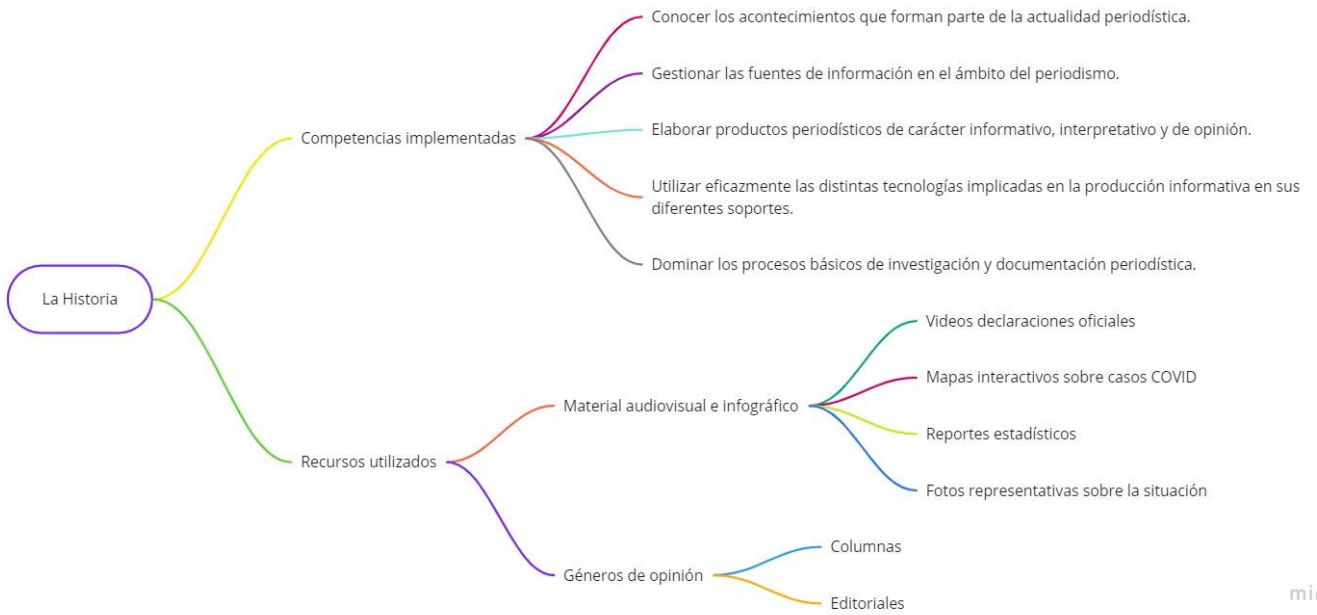 La Historia
Competencias implementadas
Conocer los acontecimientos que forman parte de la actualidad periodística.
Gestionar las fuentes de información en el ámbito del periodismo.
Elaborar productos periodísticos de carácter informativo, interpretativo y de opinión.
Utilizar eficazmente las distintas tecnologías implicadas en la producción informativa en sus
diferentes soportes.
Dominar los procesos básicos de investigación y documentación periodística.
Recursos utilizados
Material audiovisual e infográfico
Videos declaraciones oficiales
Mapas interactivos sobre casos COVID
Reportes estadísticos
Fotos representativas sobre la situación
Géneros de opinión
Columnas
Editoriales